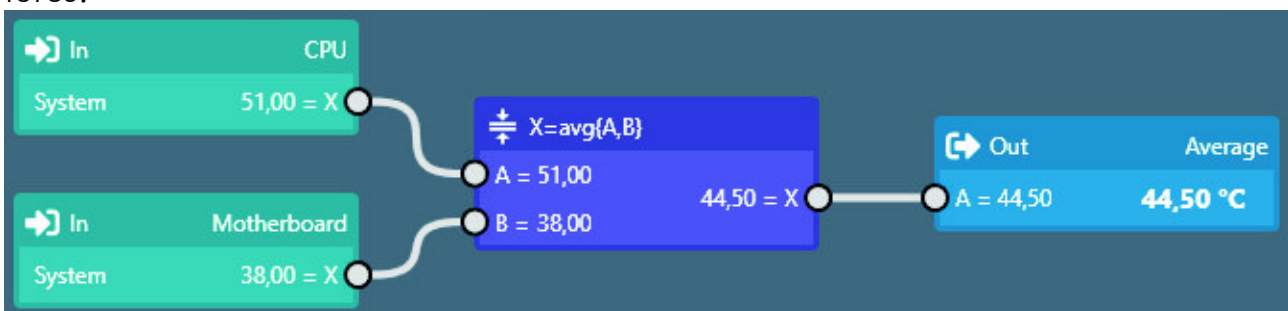 In CPU
System 51,00 = X
In Motherboard
System 38,00 = X
X=avg{A,B}
A = 51,00
44,50 = X
B = 38,00
Out Average
A = 44,50 44,50 °C